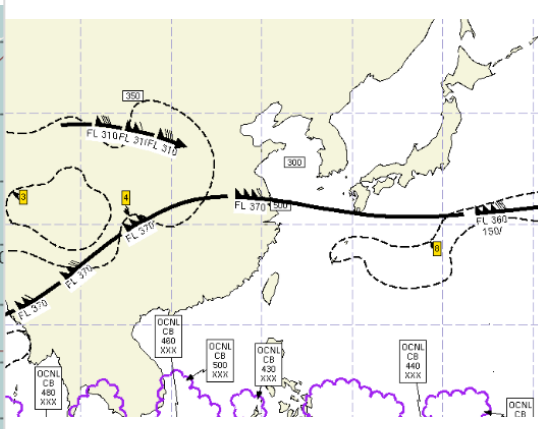 350
FL 310
FL 310
FL 310
300
3
4
FL 370
500
FL 370
FL 360
150/
8
FL 370
FL 370
OCNL
CB
460
XXX
OCNL
CB
500
XXX
OCNL
CB
430
XXX
OCNL
CB
440
XXX
OCNL
CB
480
XXX
OCNL
CB